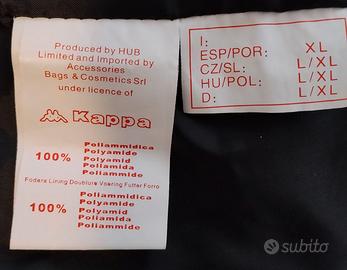 Produced by HUB
Limited and Imported by
Accessories
Bags & Cosmetics Srl
under licence of
Kappa
100%
Poliammidica
Polyamide
Polyamid
Poliamida
Poliammide
Fodera Lining Doublure Voering Futter Forro
100%
Poliammidica
Polyamide
Polyamid
Poliamida
Poliammide
I: XL
ESP/POR: L/XL
CZ/SL: L/XL
HU/POL: L/XL
D:
subito